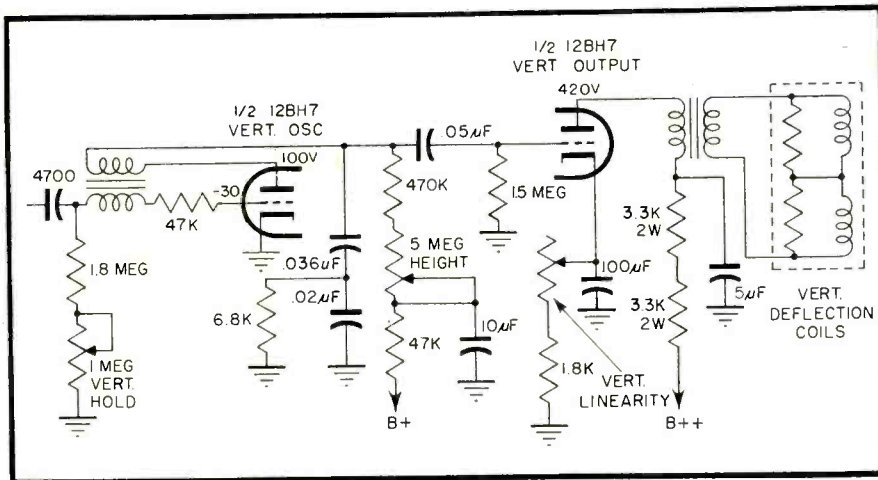 1/2 12BH7
VERT OUTPUT
420V
1/2 12BH7
VERT. OSC
100V
.05µF
4700
-30
47K
470K
1.5 MEG
3.3K
2W
1.8 MEG
.036µF
5 MEG
HEIGHT
100µF
6.8K
.02µF
3.3K
2W
5µF
VERT.
DEFLECTION
COILS
1 MEG
VERT.
HOLD
47K
10µF
1.8K
VERT.
LINEARITY
B+
B++